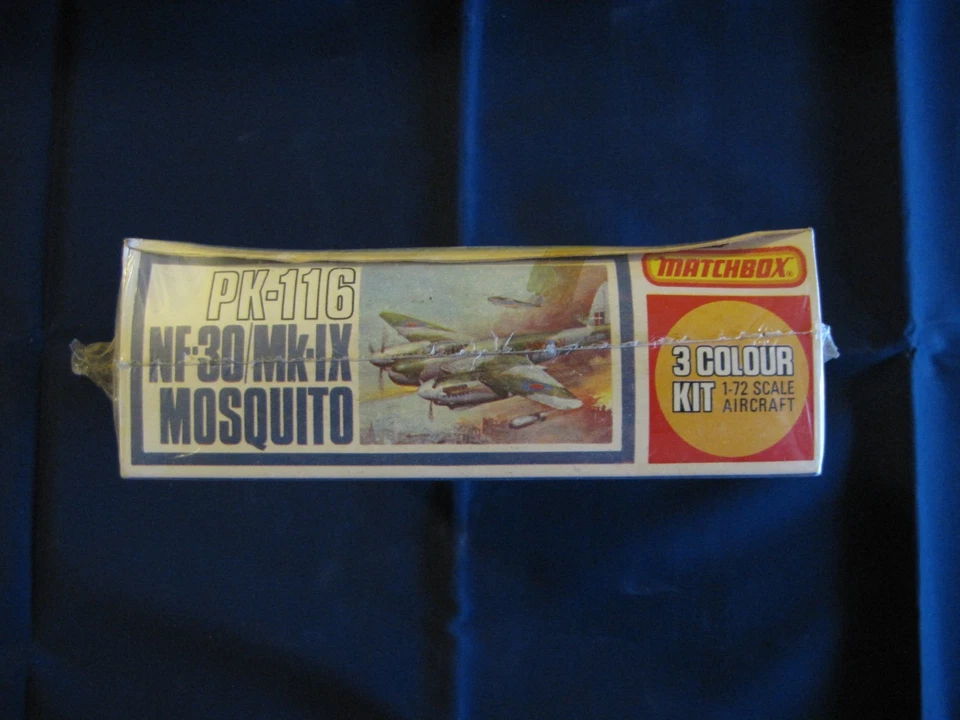 PK-116
NF-30/Mk-IX
MOSQUITO
MATCHBOX®
3 COLOUR
KIT 1-72 SCALE
AIRCRAFT